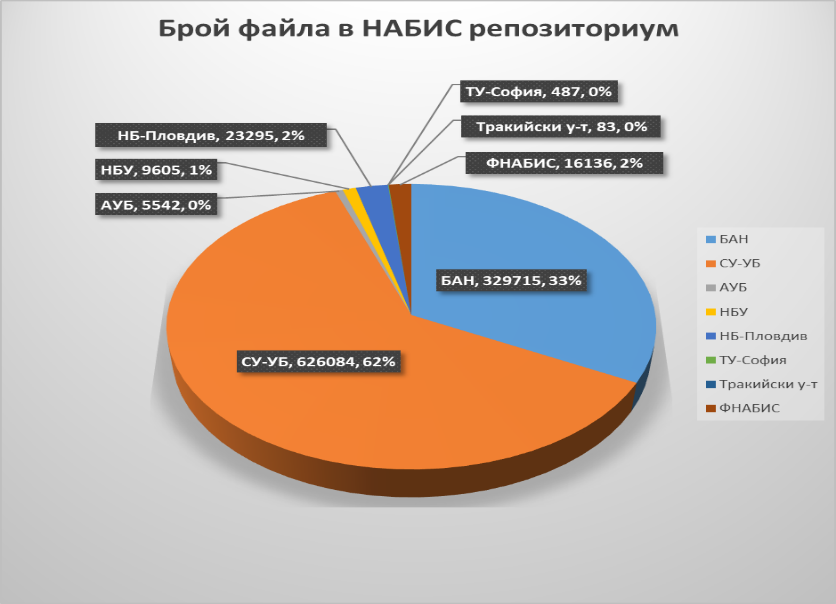 Брой файла в НАБИС репозиториум
ТУ-София, 487, 0%
НБ-Пловдив, 23295, 2%
Тракийски у-т, 83, 0%
НБУ, 9605, 1%
ФНАБИС, 16136, 2%
АУБ, 5542, 0%
БАН, 329715, 33%
СУ-УБ, 626084, 62%
БАН
СУ-УБ
АУБ
НБУ
НБ-Пловдив
ТУ-София
Тракийски у-т
ФНАБИС